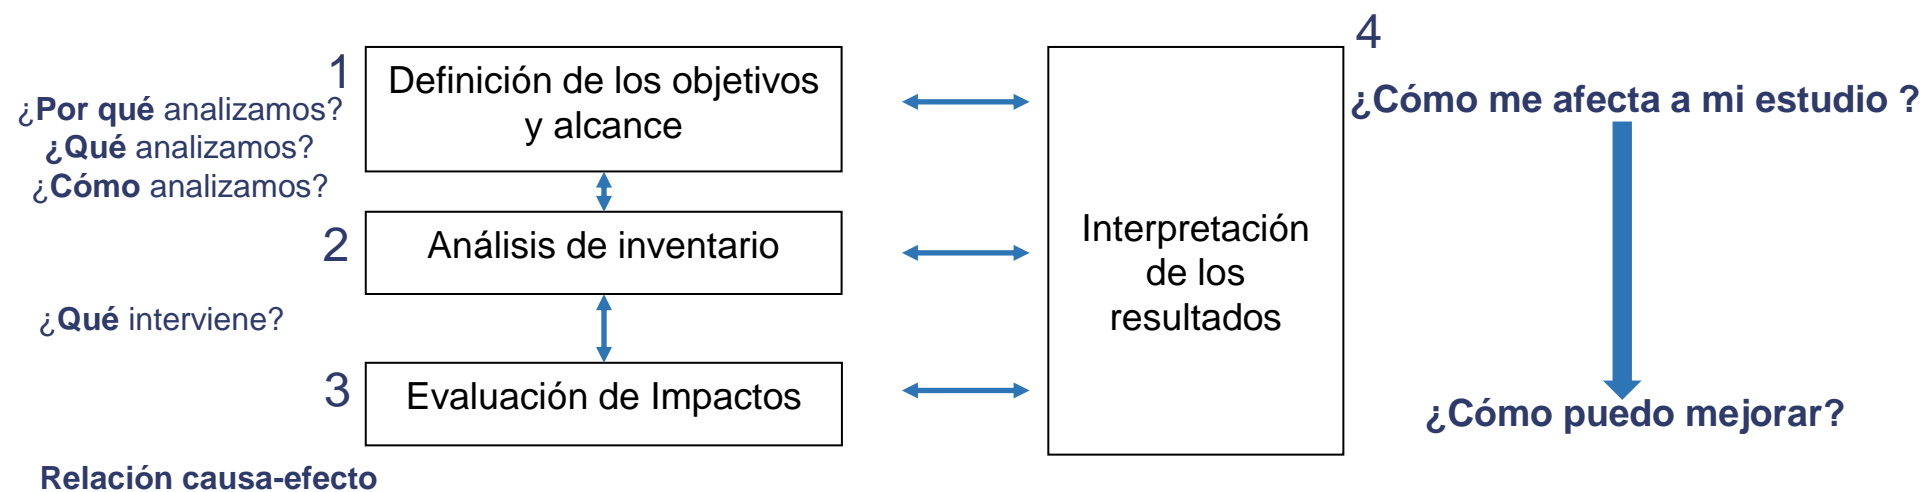 1
Definición de los objetivos
y alcance
¿Por qué analizamos?
¿Qué analizamos?
¿Cómo analizamos?
2
Análisis de inventario
¿Qué interviene?
3
Evaluación de Impactos
Relación causa-efecto
Interpretación
de los
resultados
4
¿Cómo me afecta a mi estudio ?
¿Cómo puedo mejorar?